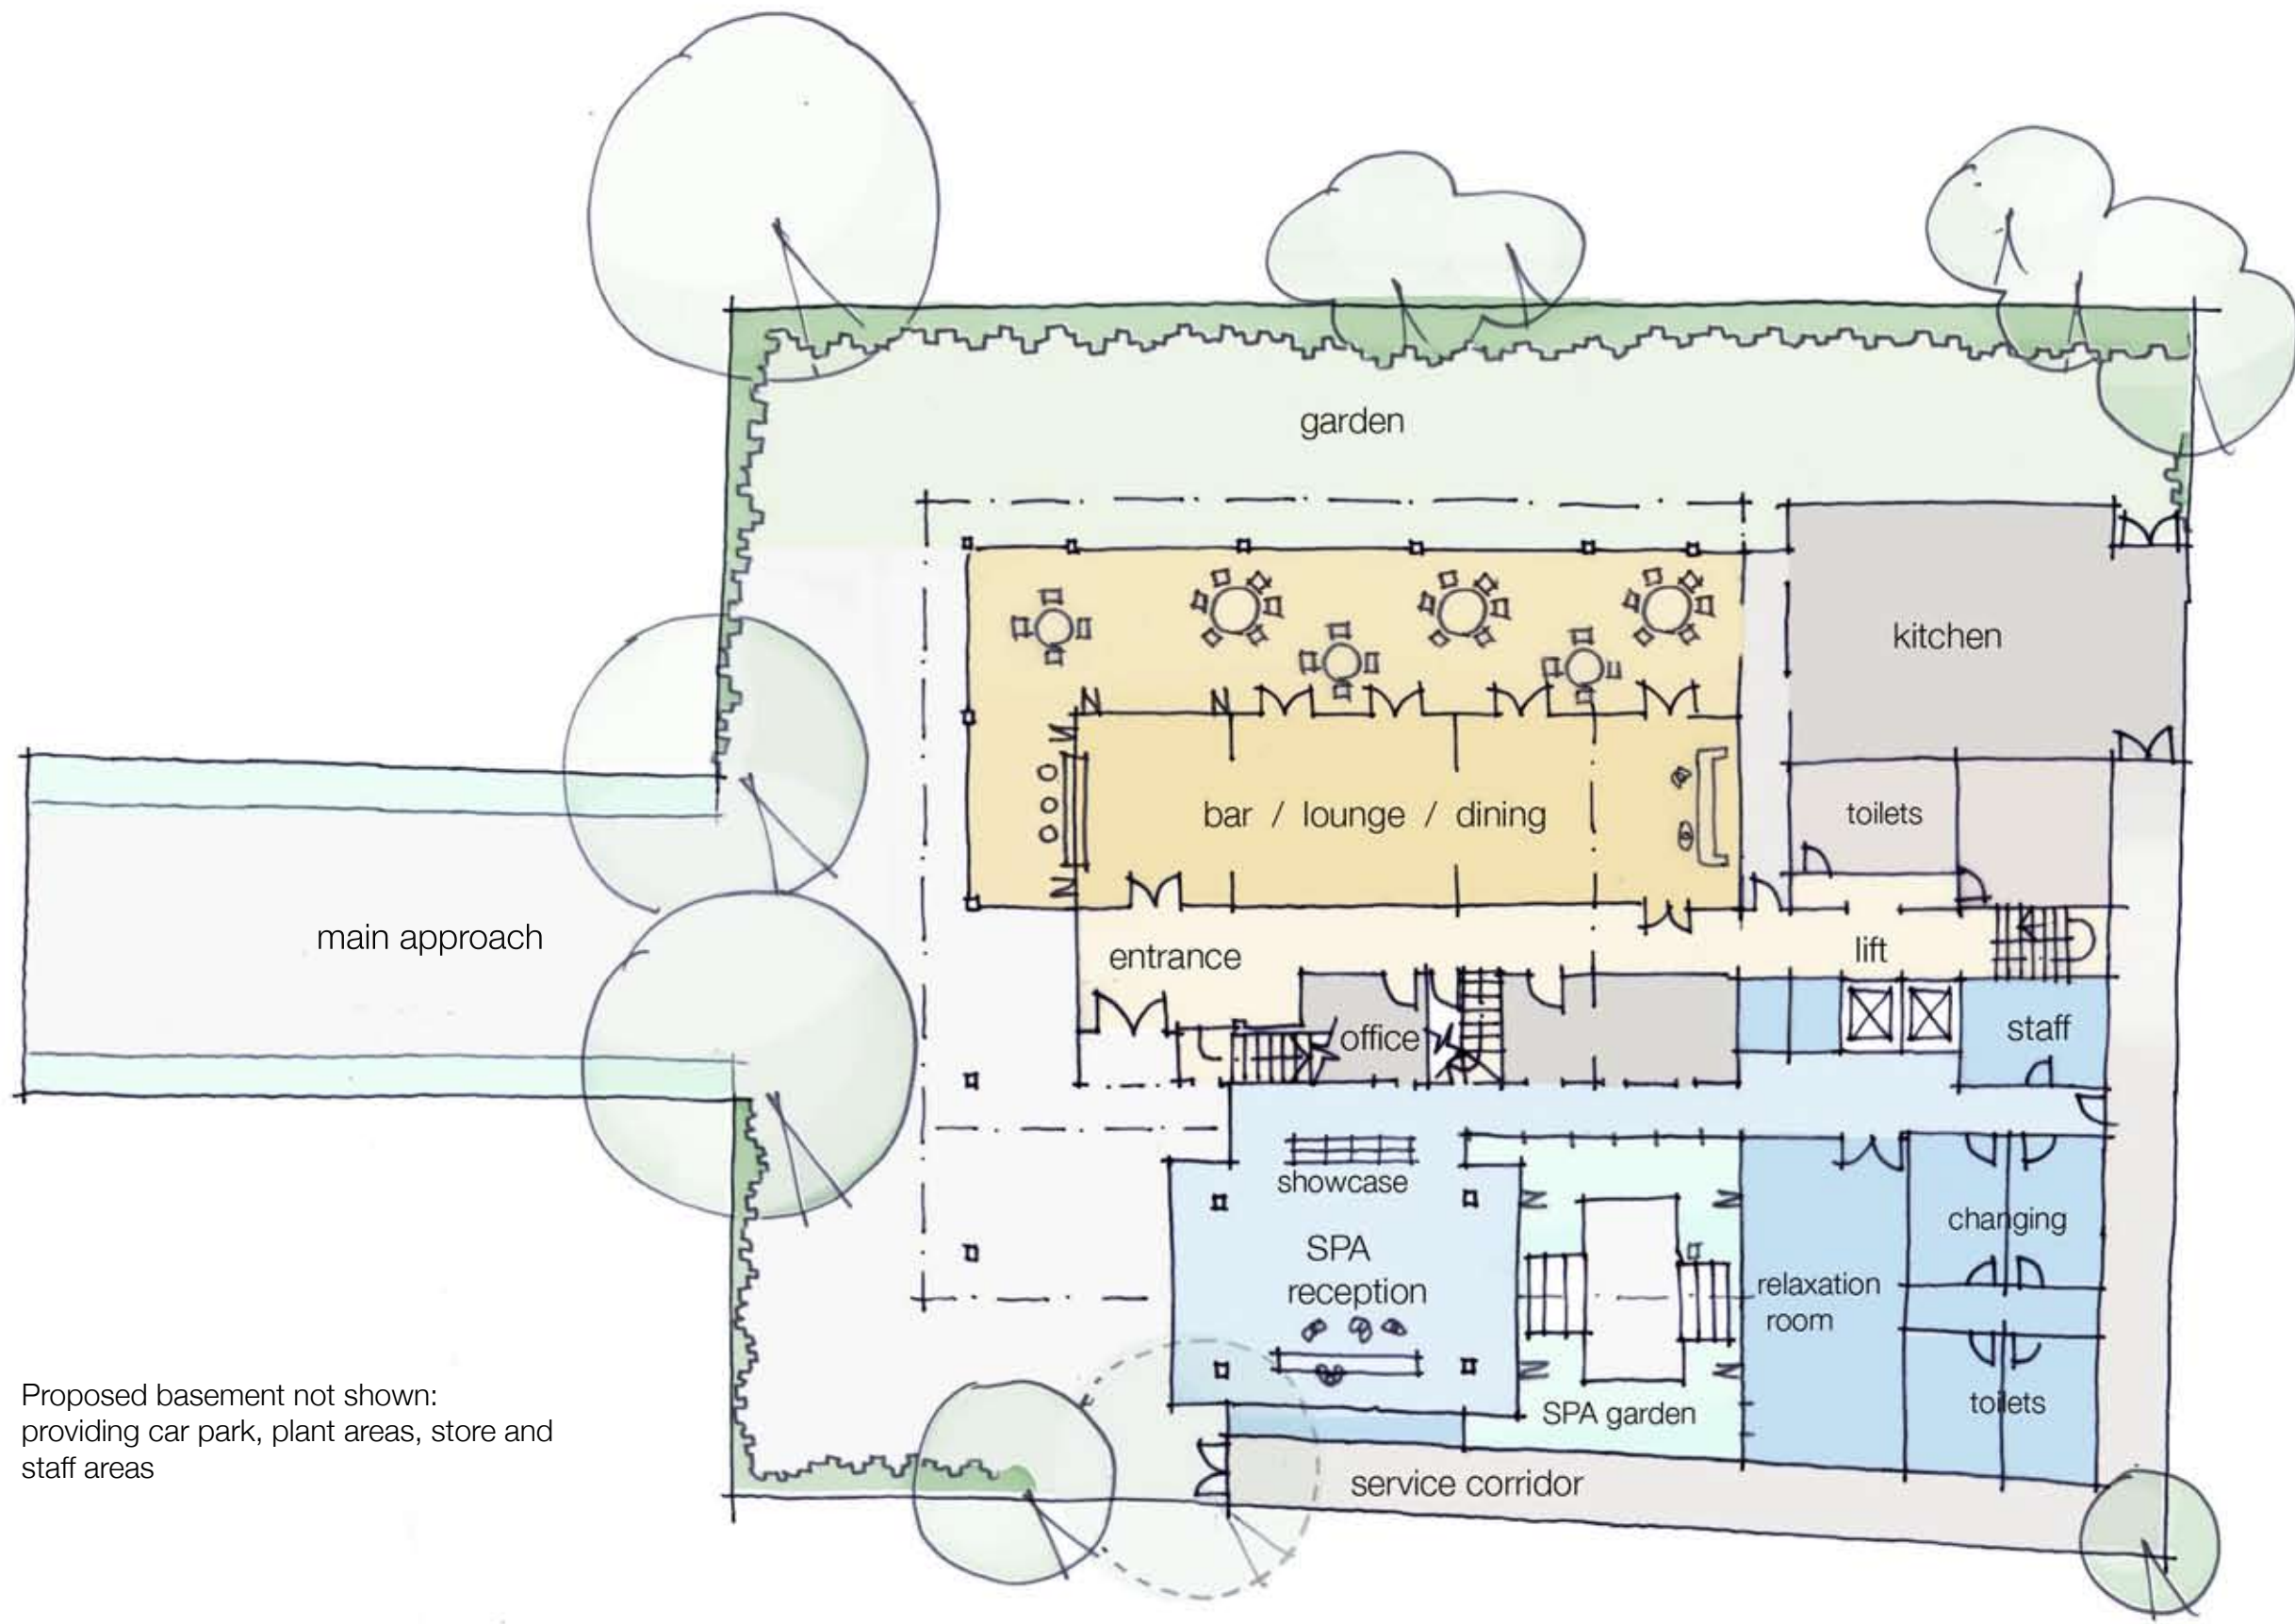 garden
kitchen
bar / lounge / dining
toilets
main approach
entrance
lift
office
staff
showcase
changing
SPA
reception
relaxation
room
Proposed basement not shown:
providing car park, plant areas, store and
staff areas
SPA garden
toilets
service corridor